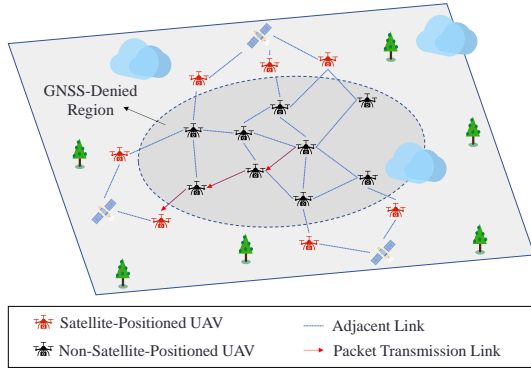 GNSS-Denied
Region
Satellite-Positioned UAV
Adjacent Link
Non-Satellite-Positioned UAV
Packet Transmission Link